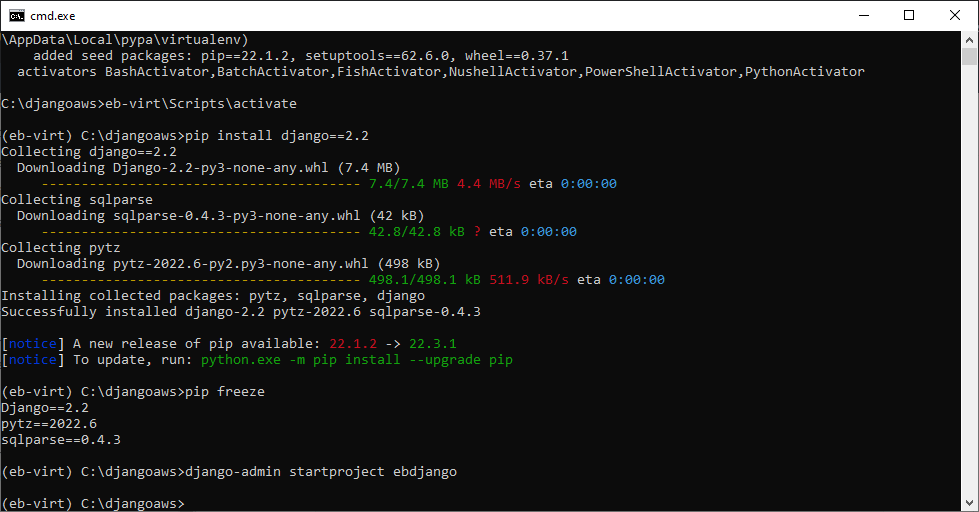 cmd.exe
\AppData\Local\pypa\virtualenv)
    added seed packages: pip==22.1.2, setuptools==62.6.0, wheel==0.37.1
  activators BashActivator,BatchActivator,FishActivator,NushellActivator,PowerShellActivator,PythonActivator
C:\djangoaws>eb-virt\Scripts\activate
(eb-virt) C:\djangoaws>pip install django==2.2
Collecting django==2.2
  Downloading Django-2.2-py3-none-any.whl (7.4 MB)
     ---------------------------------------- 7.4/7.4 MB 4.4 MB/s eta 0:00:00
Collecting sqlparse
  Downloading sqlparse-0.4.3-py3-none-any.whl (42 kB)
     ---------------------------------------- 42.8/42.8 kB ? eta 0:00:00
Collecting pytz
  Downloading pytz-2022.6-py2.py3-none-any.whl (498 kB)
     ---------------------------------------- 498.1/498.1 kB 511.9 kB/s eta 0:00:00
Installing collected packages: pytz, sqlparse, django
Successfully installed django-2.2 pytz-2022.6 sqlparse-0.4.3
[notice] A new release of pip available: 22.1.2 -> 22.3.1
[notice] To update, run: python.exe -m pip install --upgrade pip
(eb-virt) C:\djangoaws>pip freeze
Django==2.2
pytz==2022.6
sqlparse==0.4.3
(eb-virt) C:\djangoaws>django-admin startproject ebdjango
(eb-virt) C:\djangoaws>